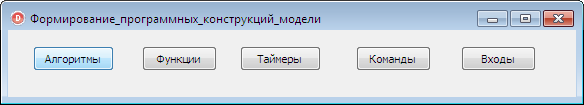 Формирование_программных_конструкций_модели
Алгоритмы Функции Таймеры Команды Входы